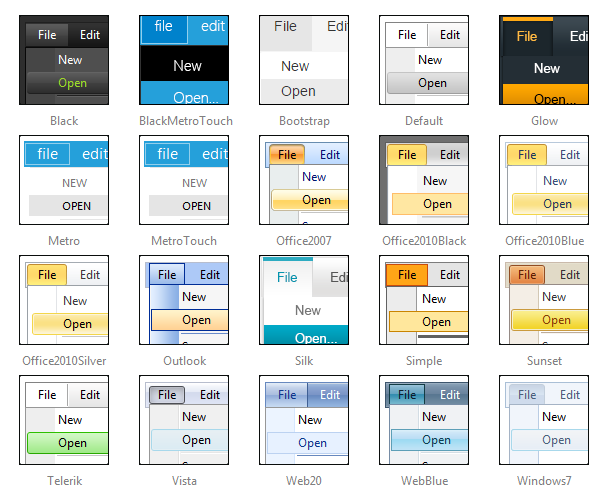 File Edit
New
Open
Black
file edit
New
Open...
BlackMetroTouch
File Edi
New
Open
Bootstrap
File Edit
New
Open
Default
File Edi
New
Open...
Glow
file edit
NEW
OPEN
Metro
file edit
NEW
OPEN
MetroTouch
File Edit
New
Open
Office2007
File Edit
New
Open
Office2010Black
File Edit
New
Open
Office2010Blue
File Edit
New
Open
Office2010Silver
File Edit
New
Open
Outlook
File Edi
New
Open...
Silk
File Edit
New
Open
Simple
File Edit
New
Open
Sunset
File Edit
New
Open
Telerik
File Edit
New
Open
Vista
File Edit
New
Open
Web20
File Edit
New
Open
WebBlue
File Edit
New
Open
Windows7